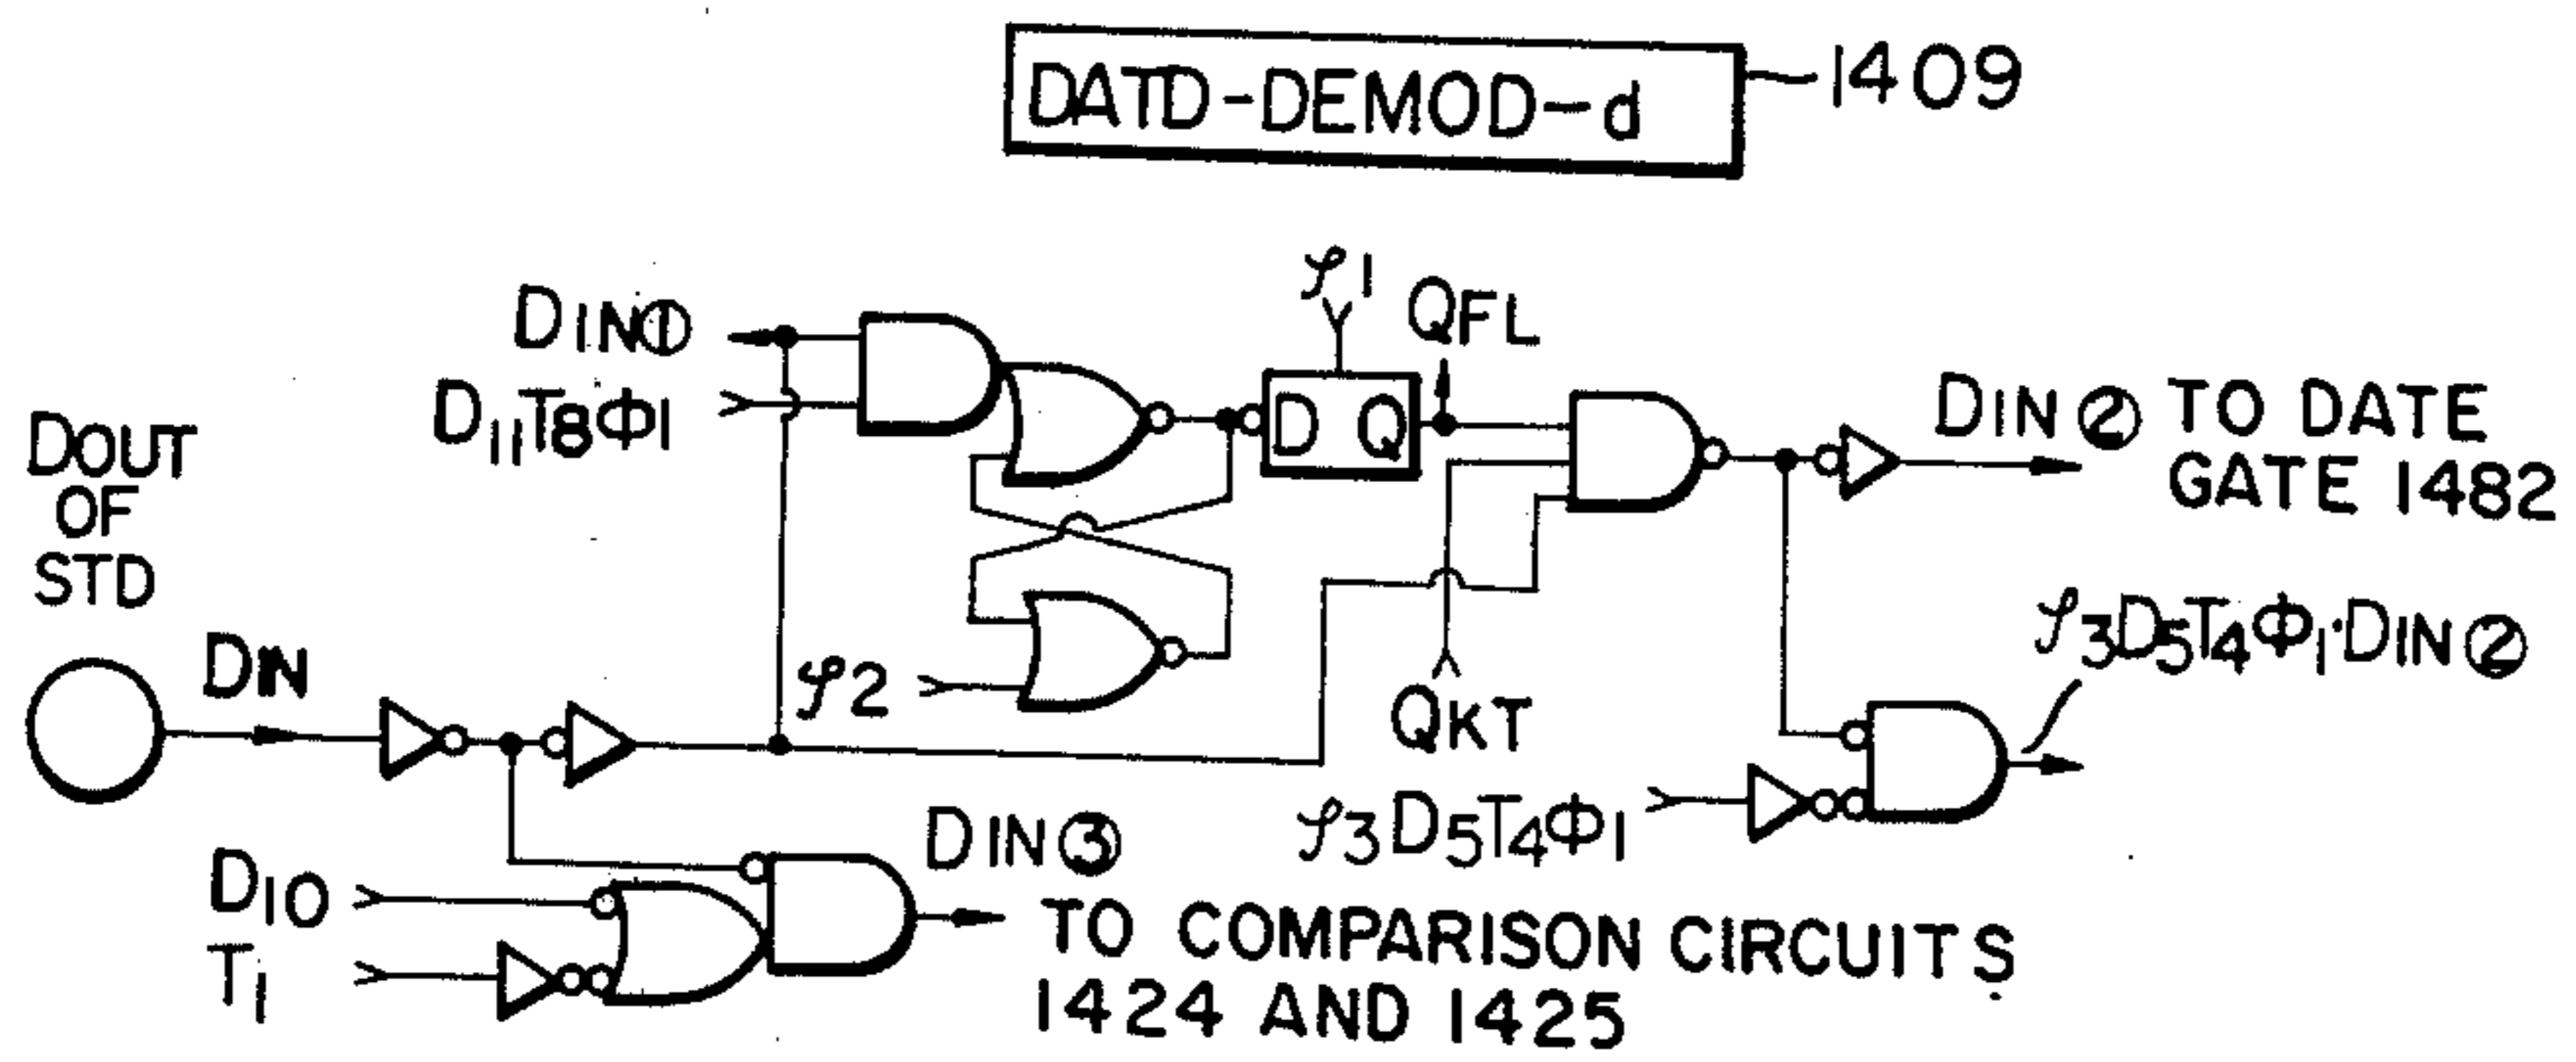 DATD-DEMOD-d
1409
DIN①
D11T8Φ1
DOUT
OF
STD
DIN
φ1
QFL
DIN② TO DATE
GATE 1482
φ2
QKT
φ3D5T4Φ1·DIN②
φ3D5T4Φ1
D10
T1
DIN③
TO COMPARISON CIRCUITS
1424 AND 1425
D Q